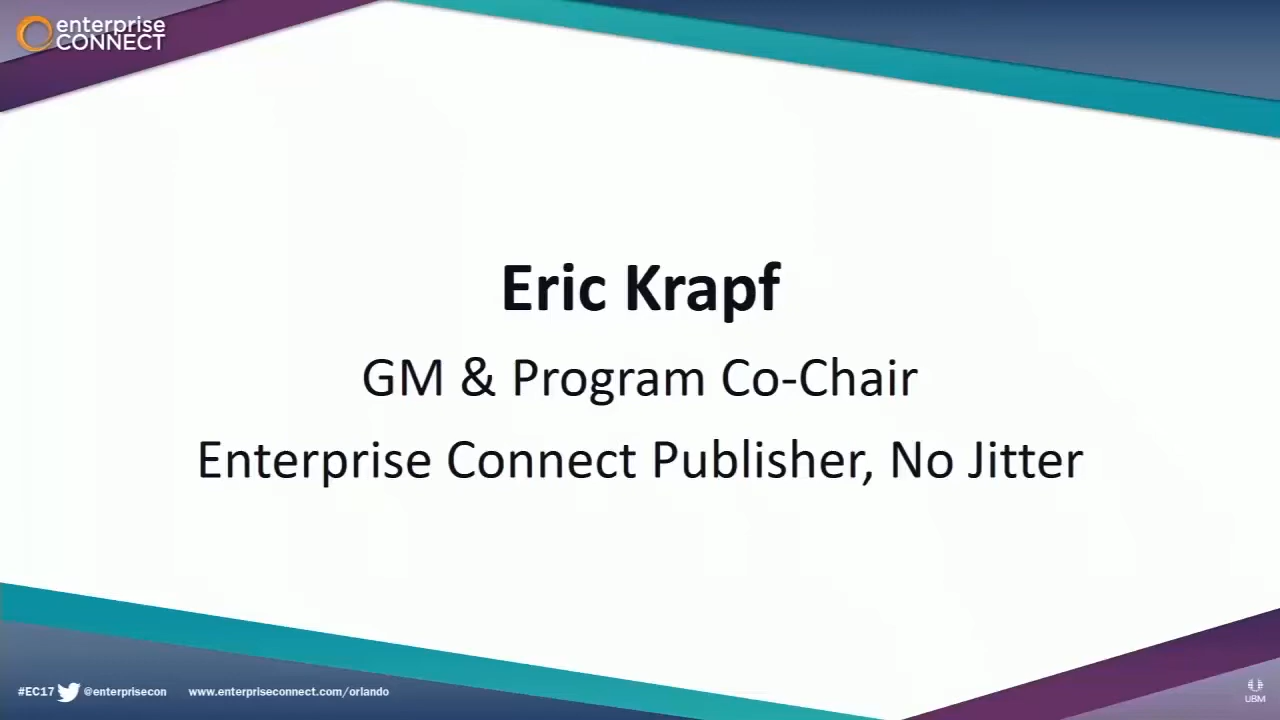 enterprise
CONNECT
Eric Krapf
GM & Program Co-Chair
Enterprise Connect Publisher, No Jitter
#EC17 @enterprisecon www.enterpriseconnect.com/orlando
UBM